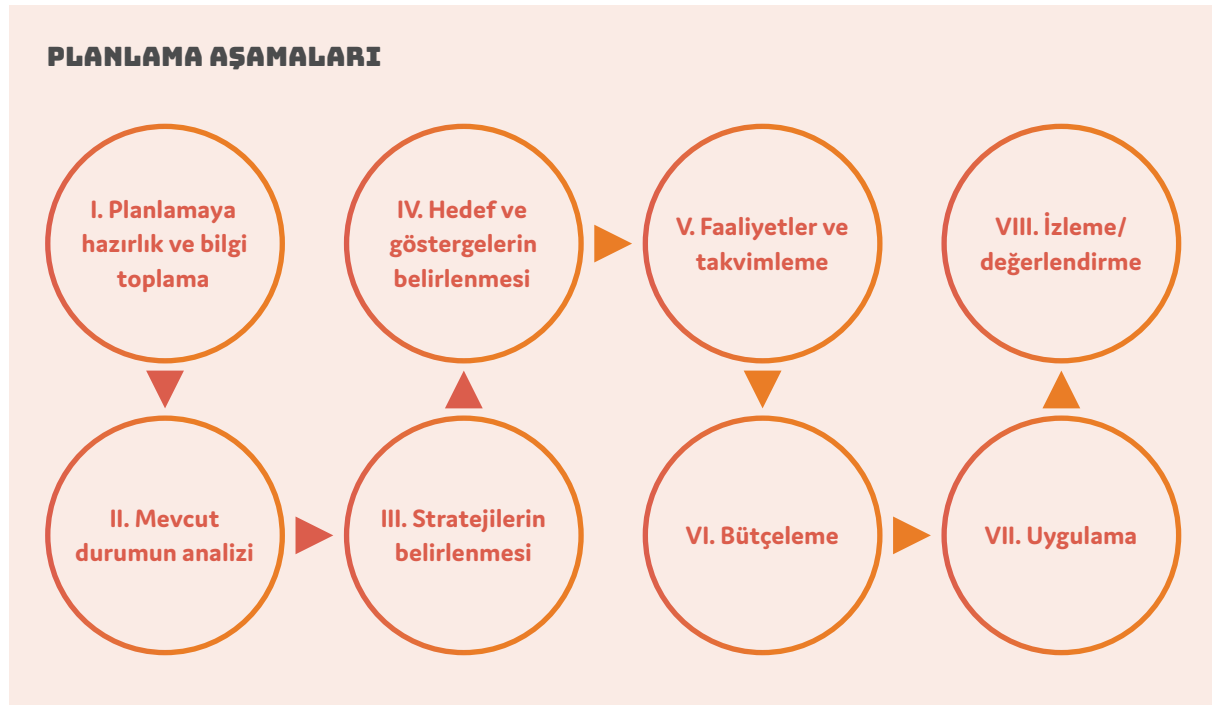 PLANLAMA AŞAMALARI
I. Planlamaya
hazırlık ve bilgi
toplama
II. Mevcut
durumun analizi
III. Stratejilerin
belirlenmesi
IV. Hedef ve
göstergelerin
belirlenmesi
V. Faaliyetler ve
takvimleme
VI. Bütçeleme
VII. Uygulama
VIII. İzleme/
değerlendirme